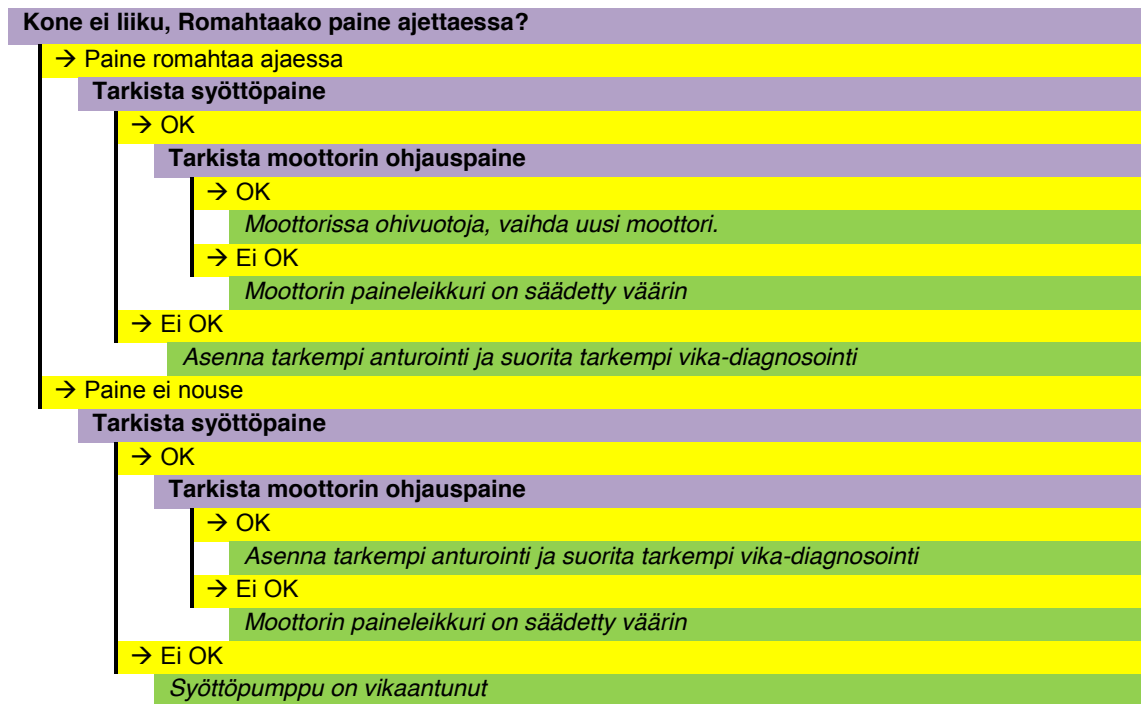 Kone ei liiku, Romahtaako paine ajettaessa?
→ Paine romahtaa ajaessa
Tarkista syöttöpaine
→ OK
Tarkista moottorin ohjauspaine
→ OK
Moottorissa ohivuotoja, vaihda uusi moottori.
→ Ei OK
Moottorin paineleikkuri on säädetty väärin
→ Ei OK
Asenna tarkempi anturointi ja suorita tarkempi vika-diagnosointi
→ Paine ei nouse
Tarkista syöttöpaine
→ OK
Tarkista moottorin ohjauspaine
→ OK
Asenna tarkempi anturointi ja suorita tarkempi vika-diagnosointi
→ Ei OK
Moottorin paineleikkuri on säädetty väärin
→ Ei OK
Syöttöpumppu on vikaantunut